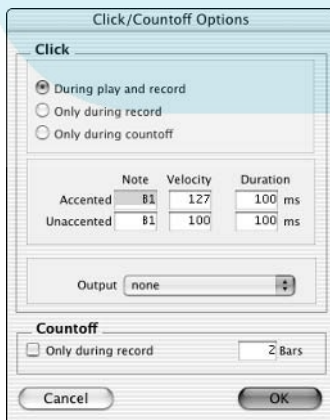 Click/Countoff Options
Click
During play and record
Only during record
Only during countoff
Note Velocity Duration
Accented B1 127 100 ms
Unaccented B1 100 100 ms
Output none
Countoff
Only during record 2 Bars
Cancel OK